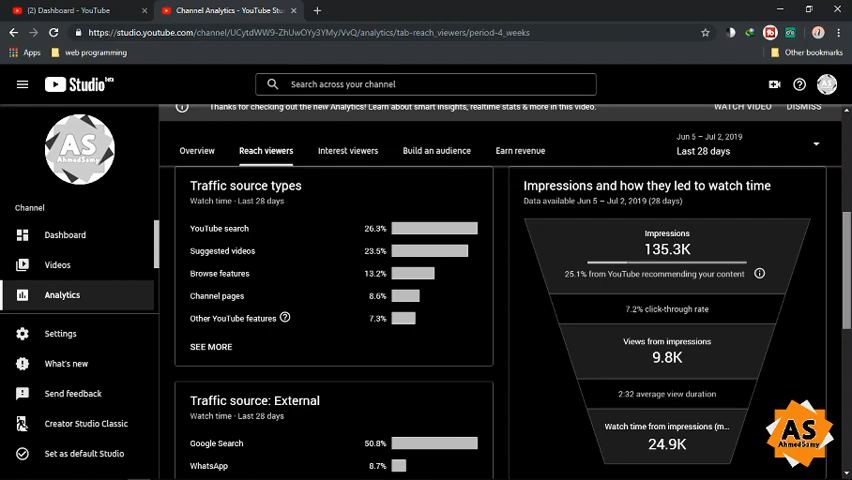 (2) Dashboard - YouTube
Channel Analytics - YouTube Stu
https://studio.youtube.com/channel/UCytdWW9-ZhUwOYy3YMyJVvQ/analytics/tab-reach_viewers/period-4_weeks
Apps
web programming
Other bookmarks
Studio beta
Search across your channel
Thanks for checking out the new Analytics! Learn about smart insights, realtime stats & more in this video.
WATCH VIDEO
DISMISS
AS
AhmedSamy
Overview
Reach viewers
Interest viewers
Build an audience
Earn revenue
Jun 5 – Jul 2, 2019
Last 28 days
Channel
Dashboard
Videos
Analytics
Settings
What's new
Send feedback
Creator Studio Classic
Set as default Studio
Traffic source types
Watch time · Last 28 days
YouTube search 26.3%
Suggested videos 23.5%
Browse features 13.2%
Channel pages 8.6%
Other YouTube features 7.3%
SEE MORE
Traffic source: External
Watch time · Last 28 days
Google Search 50.8%
WhatsApp 8.7%
Impressions and how they led to watch time
Data available Jun 5 – Jul 2, 2019 (28 days)
Impressions
135.3K
25.1% from YouTube recommending your content
7.2% click-through rate
Views from impressions
9.8K
2:32 average view duration
Watch time from impressions (m...
24.9K
AS
AhmedSamy